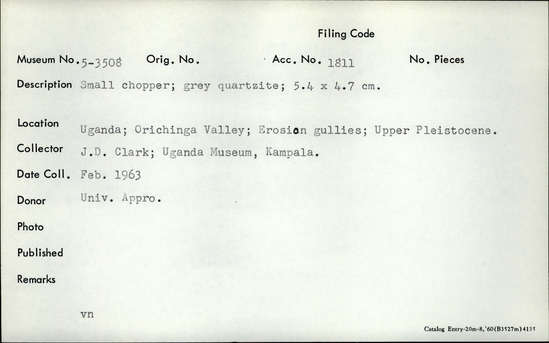 Filing Code
Museum No. 5-3508 Orig. No. Acc. No. 1811 No. Pieces
Description Small chopper; grey quartzite; 5.4 x 4.7 cm.
Location Uganda; Orichinga Valley; Erosion gullies; Upper Pleistocene.
Collector J.D. Clark; Uganda Museum, Kampala.
Date Coll. Feb. 1963
Donor Univ. Appro.
Photo
Published
Remarks
vn
Catalog Entry-20m-8,'60(B3527m)4131